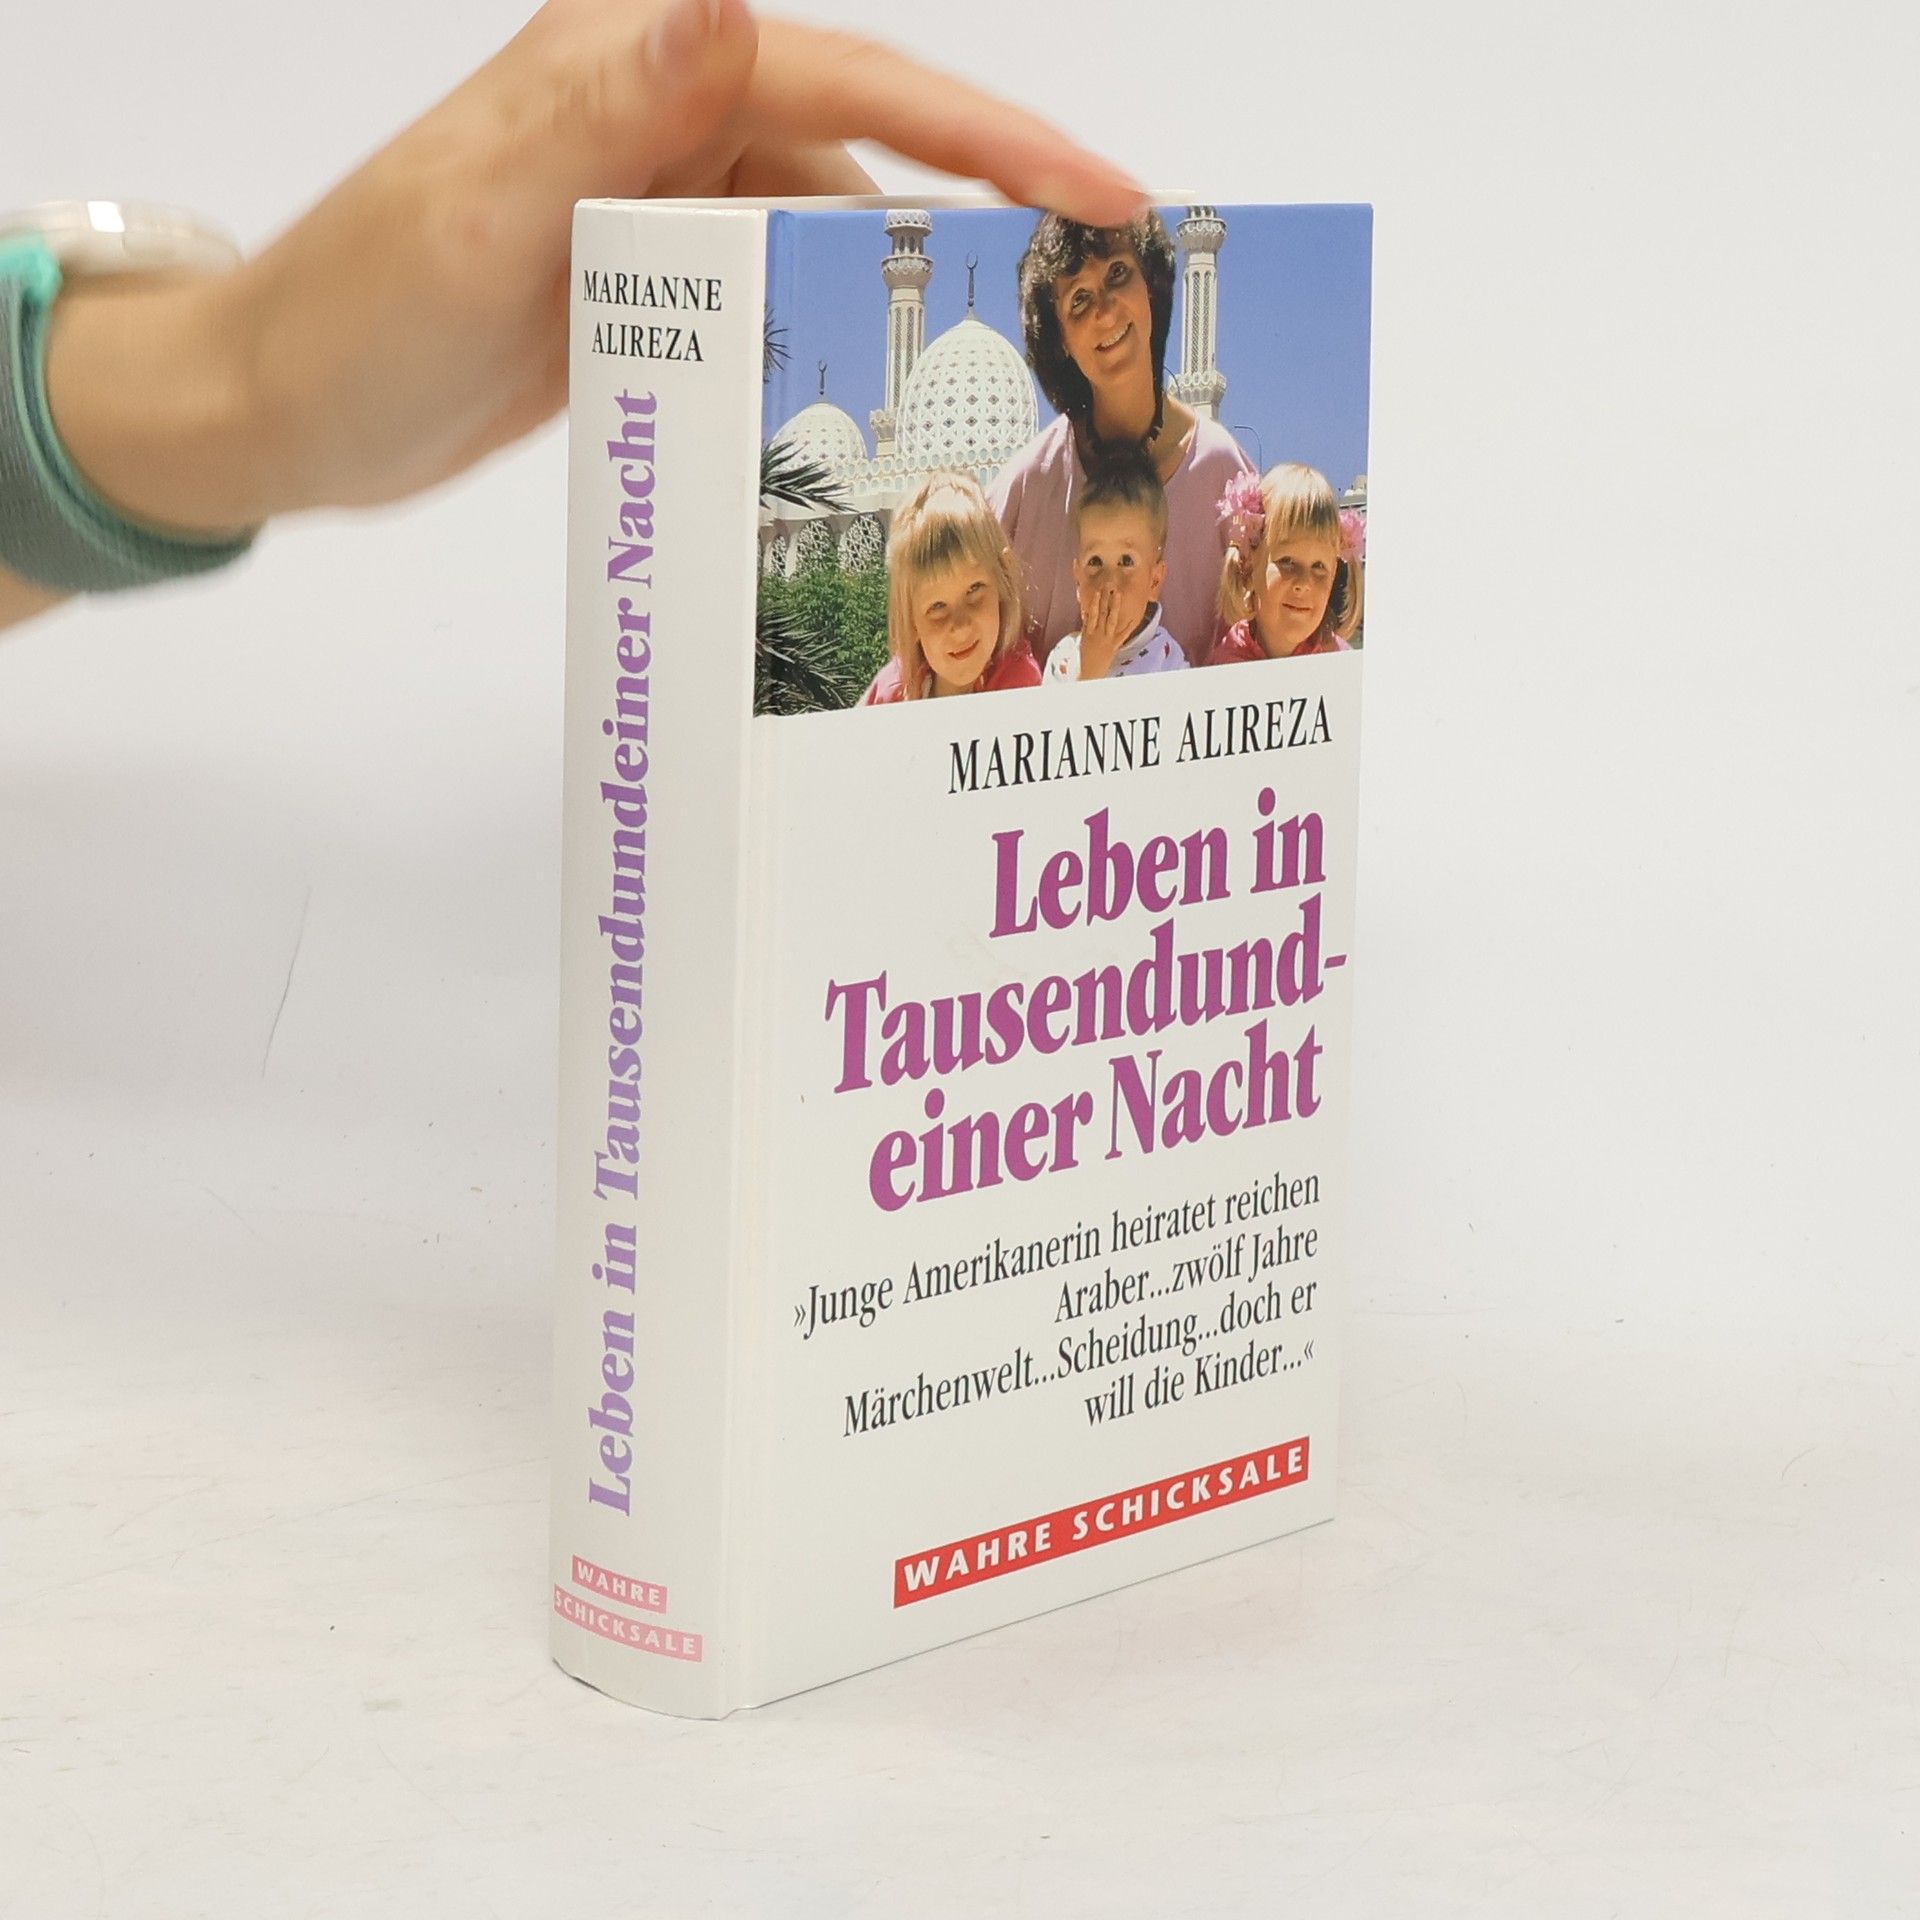 MARIANNE
ALIREZA
Leben in Tausendundeiner Nacht
WAHRE
SCHICKSALE
MARIANNE ALIREZA
Leben in
Tausendund-
einer Nacht
»Junge Amerikanerin heiratet reichen
Araber...zwölf Jahre
Märchenwelt...Scheidung...doch er
will die Kinder...«
WAHRE SCHICKSALE